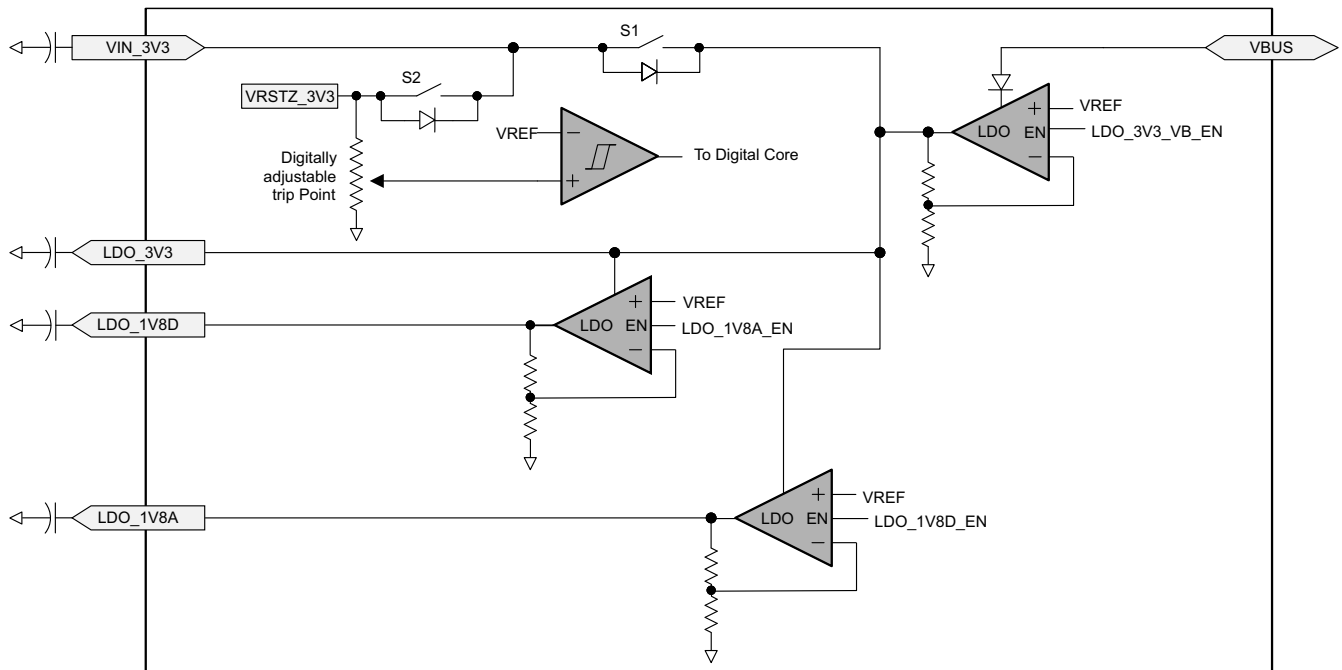 S1
VIN_3V3
VBUS
S2
VRSTZ_3V3
VREF
+
VREF
−
LDO
EN
LDO_3V3_VB_EN
−
To Digital Core
+
Digitally
adjustable
trip Point
LDO_3V3
+
VREF
LDO_1V8D
LDO
EN
LDO_1V8A_EN
−
+
VREF
LDO_1V8A
LDO
EN
LDO_1V8D_EN
−